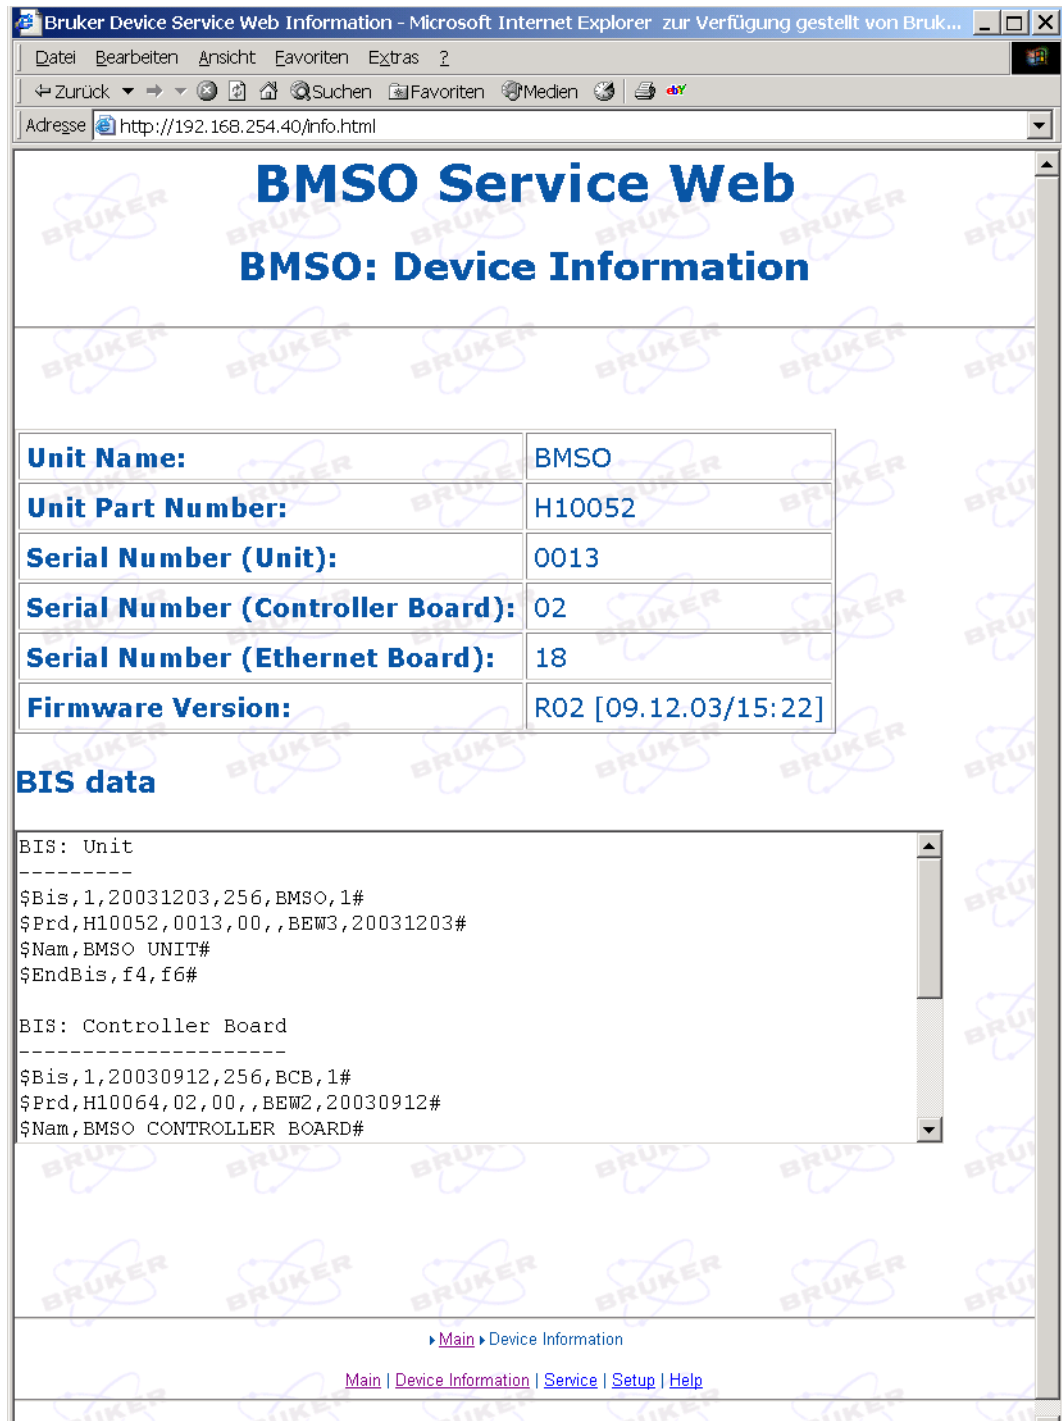 Bruker Device Service Web Information - Microsoft Internet Explorer zur Verfügung gestellt von Bruk...
Datei Bearbeiten Ansicht Favoriten Extras ?
Zurück Suchen Favoriten Medien ebY
Adresse http://192.168.254.40/info.html
BMSO Service Web
BMSO: Device Information
Unit Name: BMSO
Unit Part Number: H10052
Serial Number (Unit): 0013
Serial Number (Controller Board): 02
Serial Number (Ethernet Board): 18
Firmware Version: R02 [09.12.03/15:22]
BIS data
BIS: Unit
---------
$Bis,1,20031203,256,BMSO,1#
$Prd,H10052,0013,00,,BEW3,20031203#
$Nam,BMSO UNIT#
$EndBis,f4,f6#
BIS: Controller Board
---------------------
$Bis,1,20030912,256,BCB,1#
$Prd,H10064,02,00,,BEW2,20030912#
$Nam,BMSO CONTROLLER BOARD#
Main Device Information
Main | Device Information | Service | Setup | Help
BRUKER